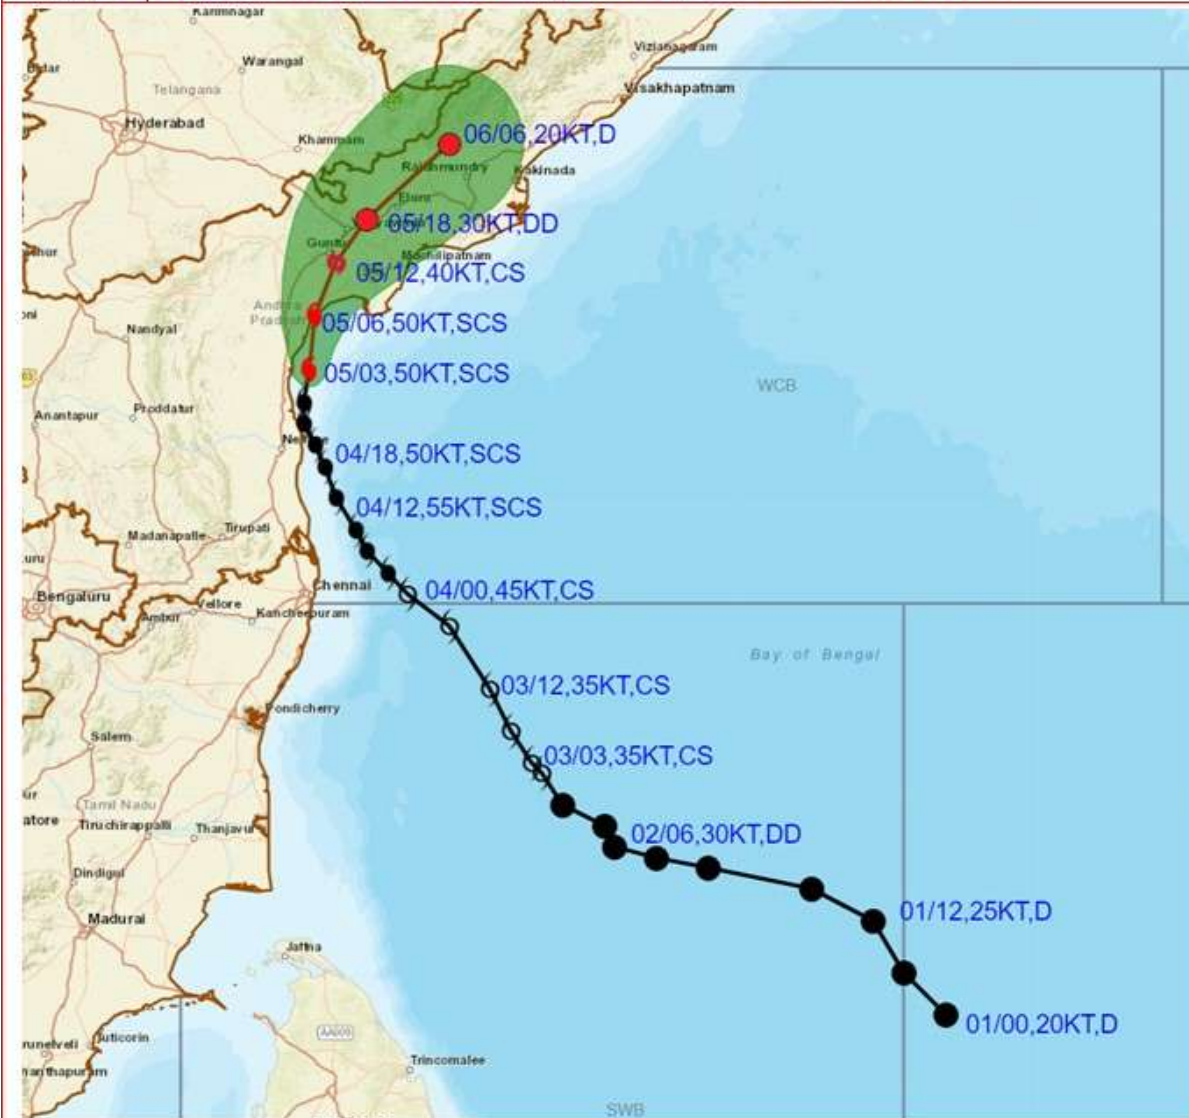 Karimnagar
Vizianagaram
Warangal
Visakhapatnam
Telangana
Hyderabad
Khammam
06/06,20KT,D
Rajahmundry
Kakinada
Eluru
05/18,30KT,DD
Machilipatnam
05/12,40KT,CS
Andhra
Pradesh
05/06,50KT,SCS
Nandyal
05/03,50KT,SCS
WCB
Proddatur
Anantapur
04/18,50KT,SCS
04/12,55KT,SCS
Tirupati
Madanapalle
Chennai
04/00,45KT,CS
Bengaluru
Vellore
Kancheepuram
Ambur
Bay of Bengal
03/12,35KT,CS
Pondicherry
Salem
03/03,35KT,CS
Tamil Nadu
Tiruchirappalli
Thanjavur
02/06,30KT,DD
Dindigul
01/12,25KT,D
Madurai
Jaffna
01/00,20KT,D
AA009
Tuticorin
Trincomalee
SWB